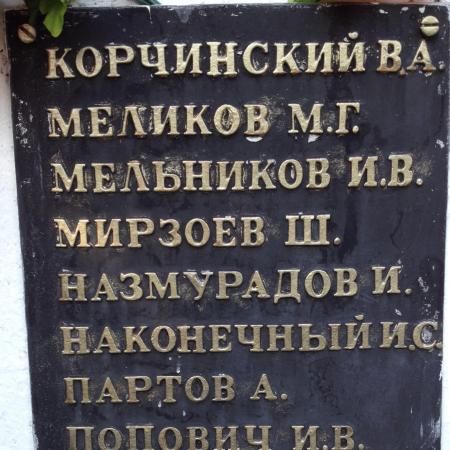 КОРЧИНСКИЙ В.А.
МЕЛИКОВ М.Г.
МЕЛЬНИКОВ И.В.
МИРЗОЕВ Ш.
НАЗМУРАДОВ И.
НАКОНЕЧНЫЙ И.С.
ПАРТОВ А.
ПОПОВИЧ И.В.